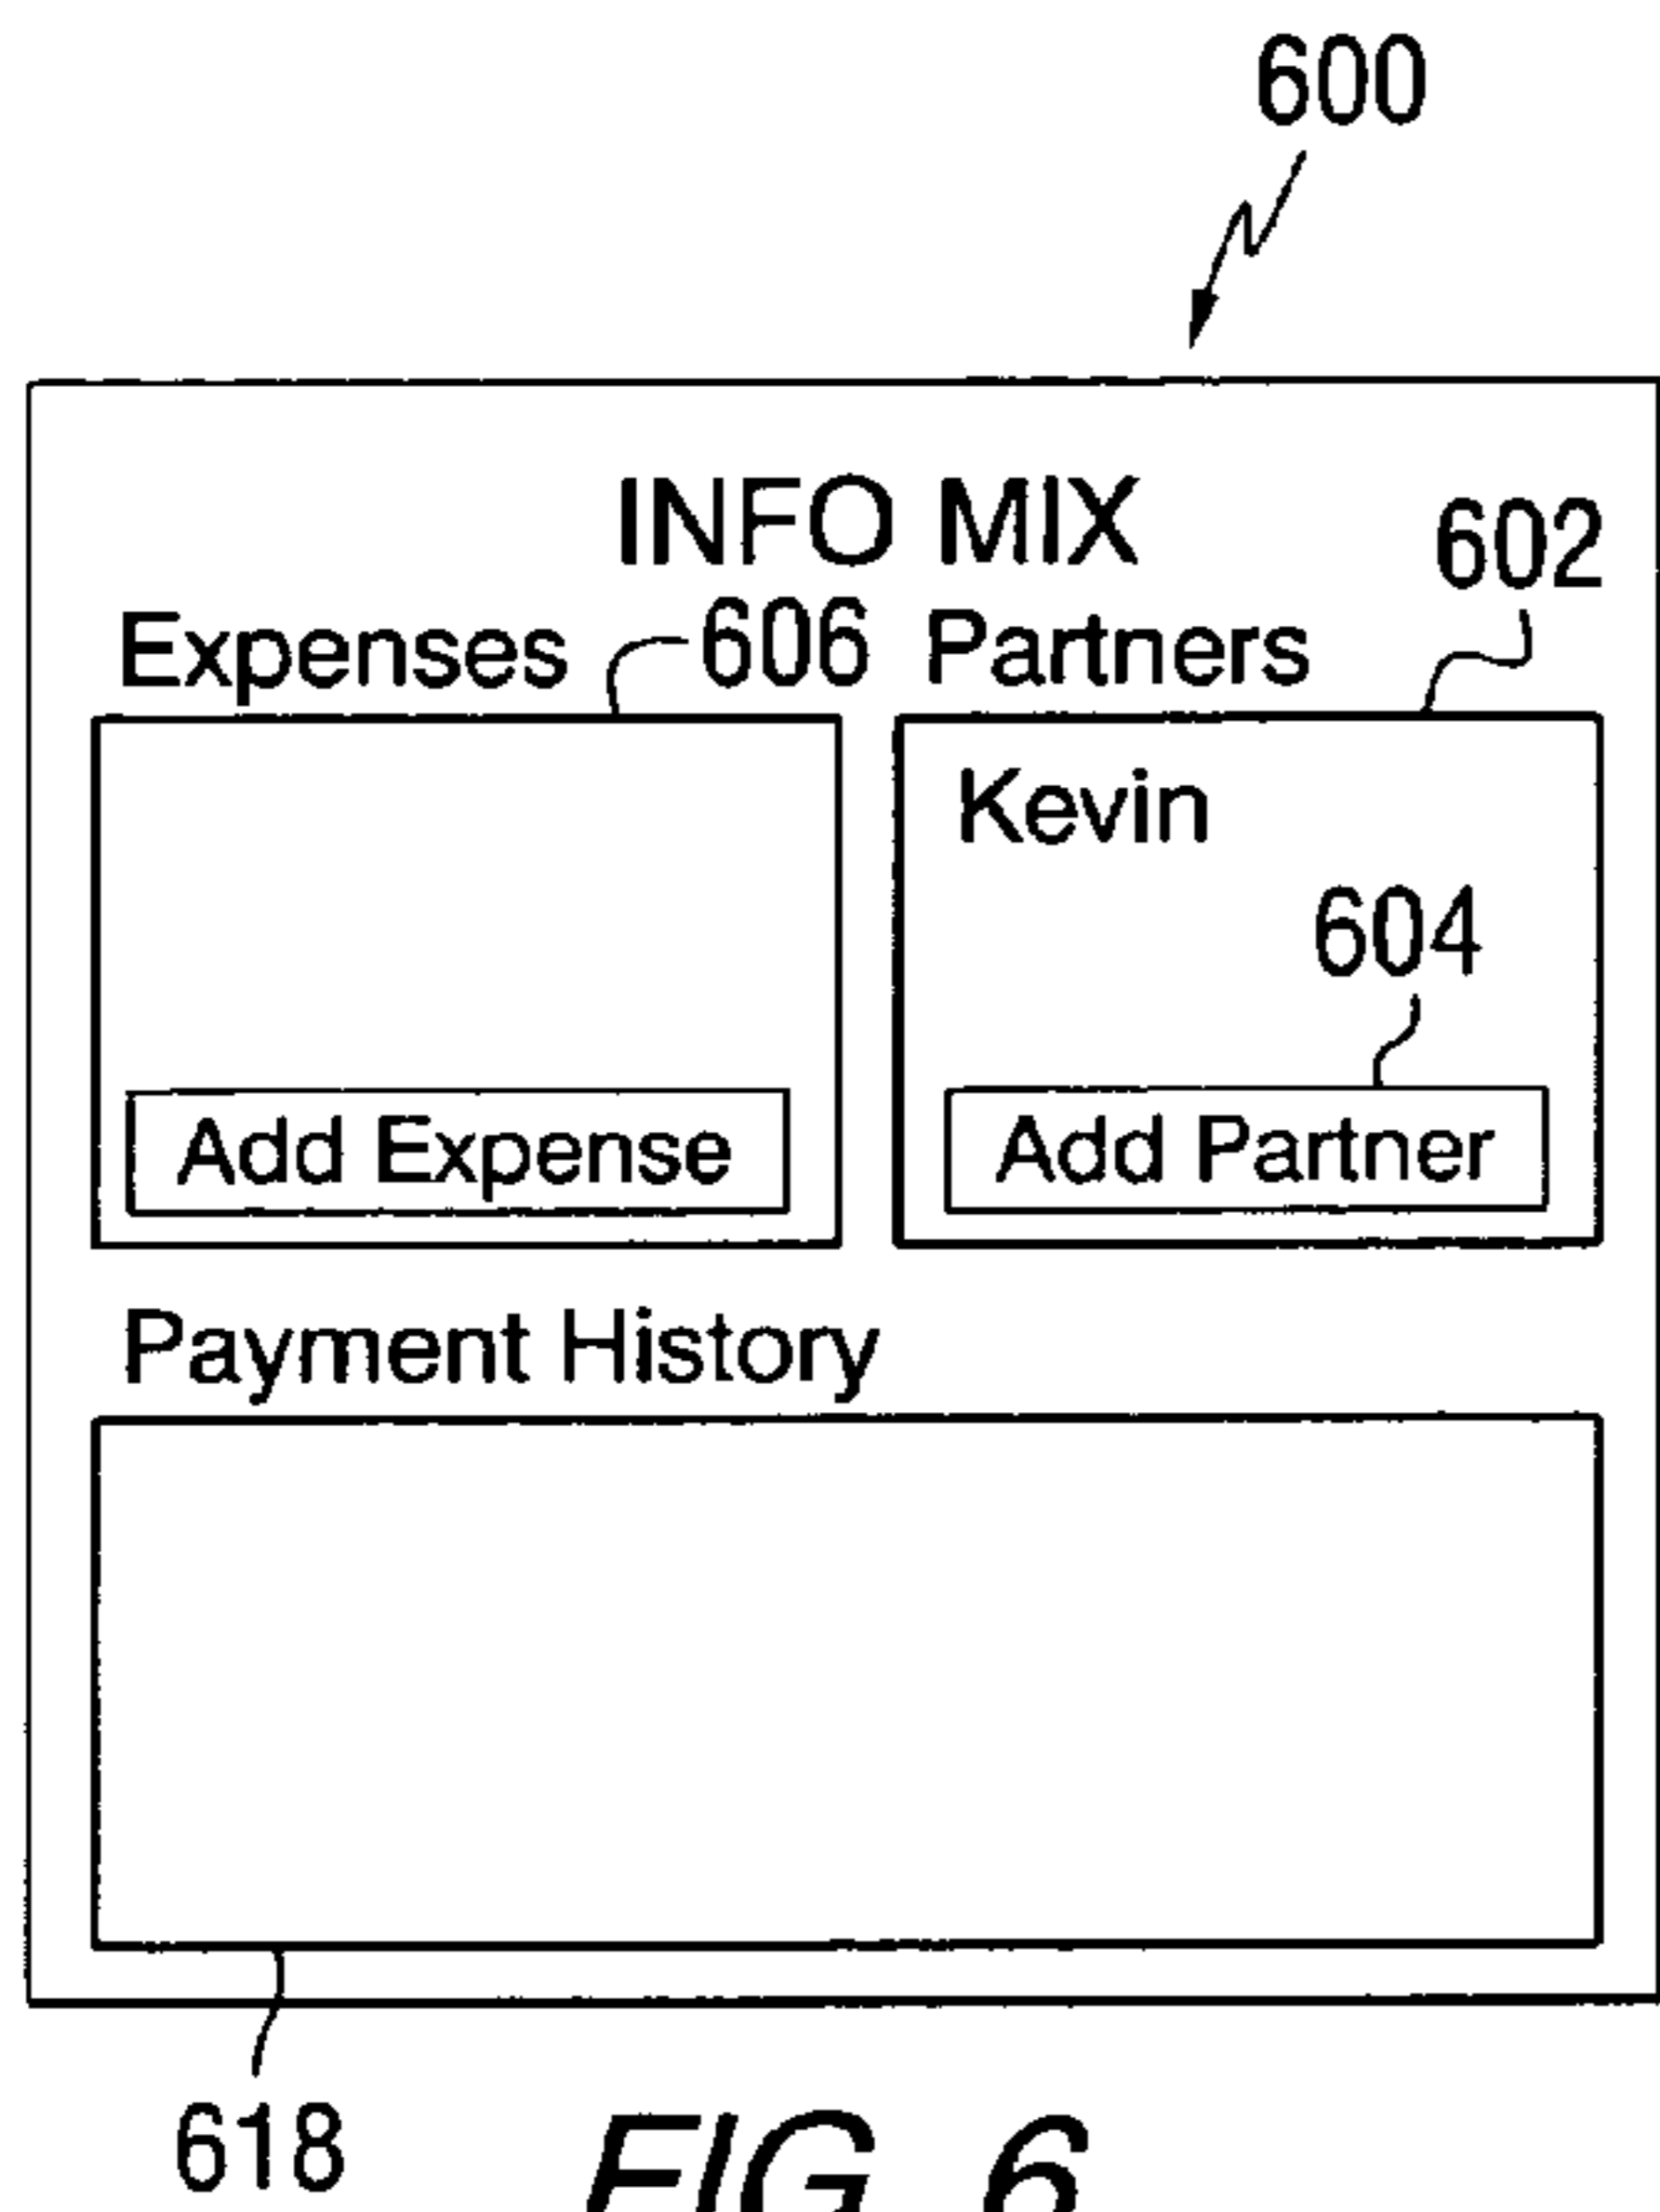 600
INFO MIX
602
Expenses 606 Partners
Kevin
604
Add Expense Add Partner
Payment History
618
FIG. 6